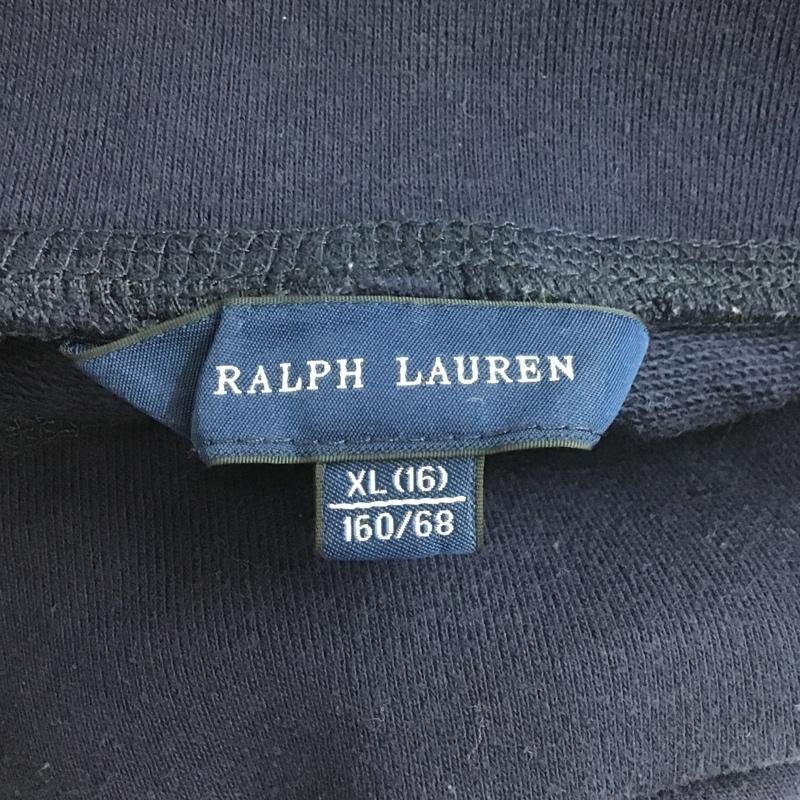 RALPH LAUREN
XL (16)
160/68